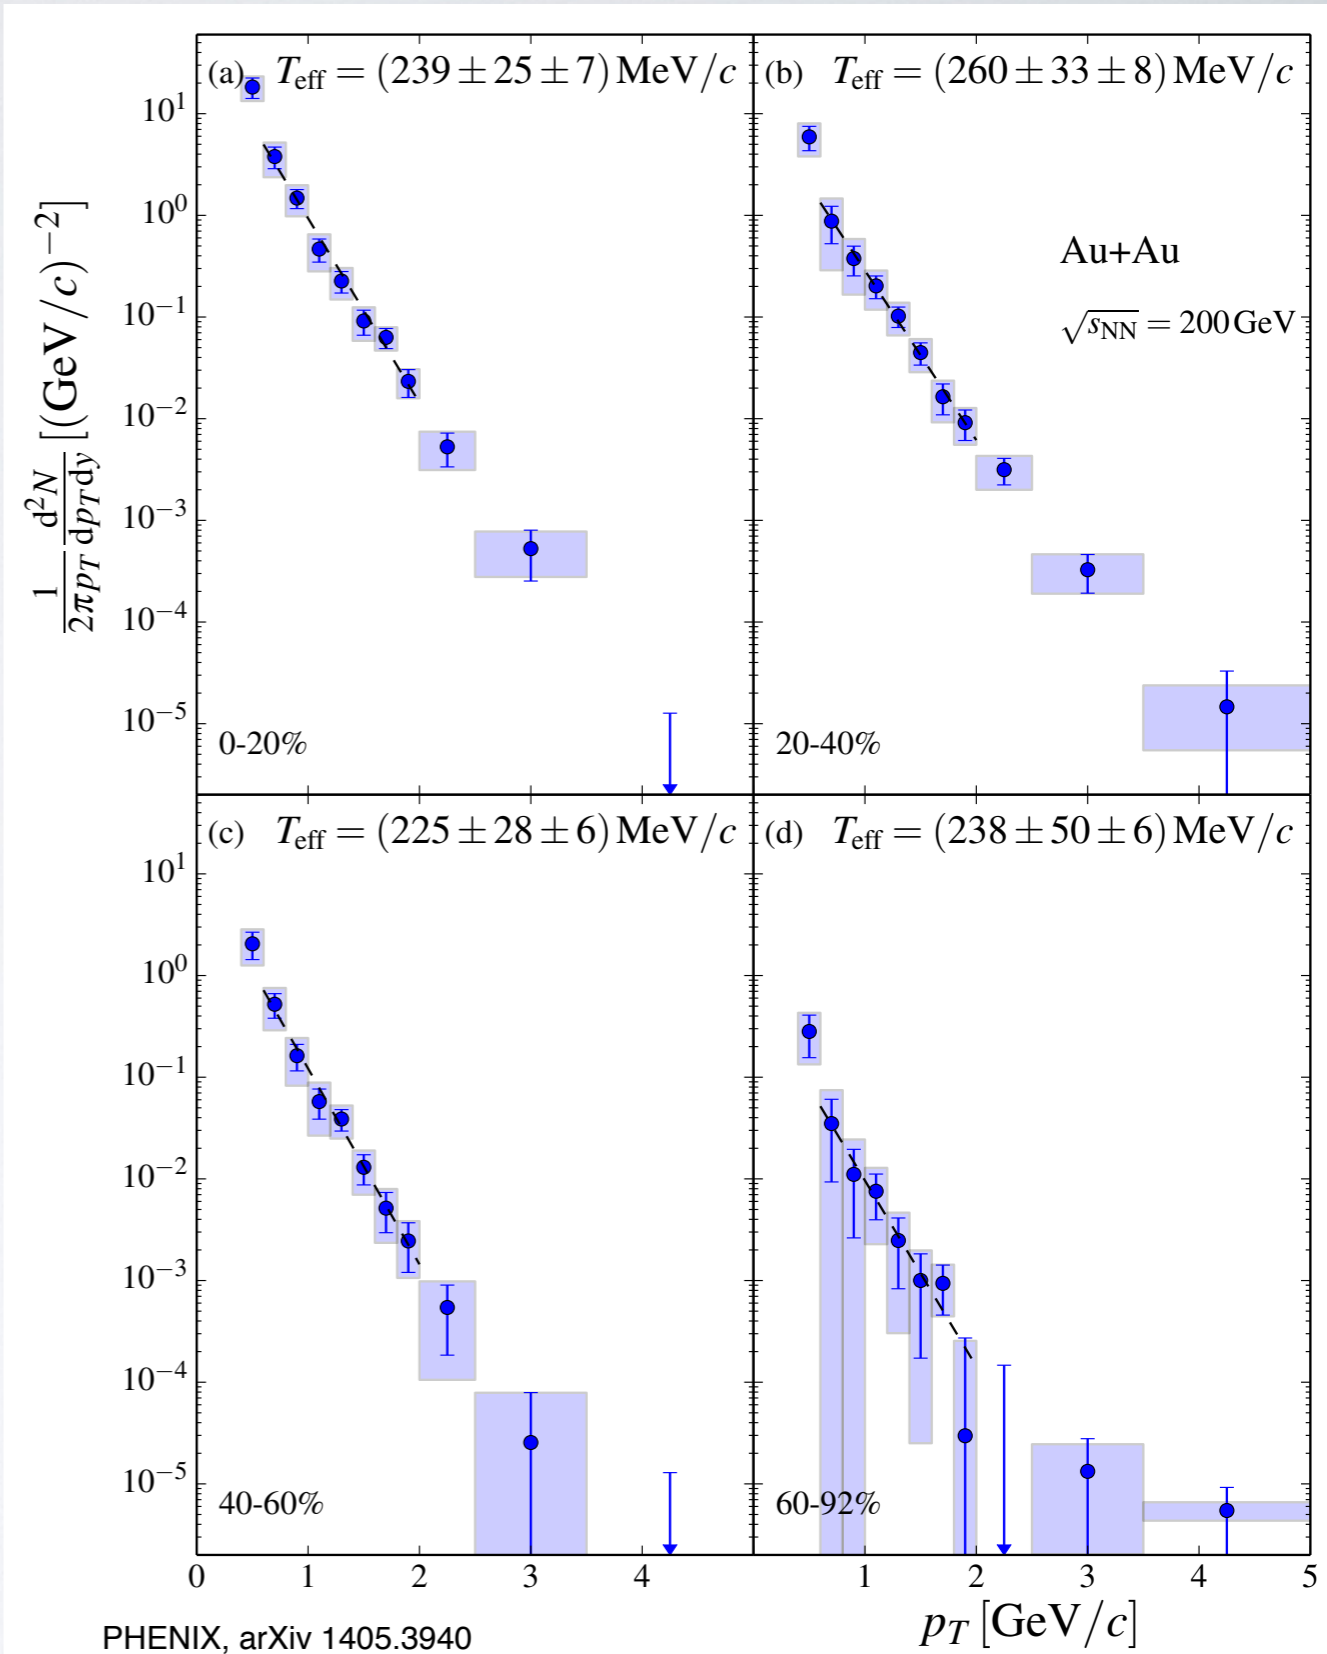 (a) T_eff = (239 ± 25 ± 7) MeV/c
(b) T_eff = (260 ± 33 ± 8) MeV/c
10^1
10^0
10^−1
10^−2
10^−3
10^−4
10^−5
Au+Au
√s_NN = 200 GeV
0-20%
20-40%
1/(2πp_T) d^2N/(dp_T dy) [(GeV/c)^−2]
(c) T_eff = (225 ± 28 ± 6) MeV/c
(d) T_eff = (238 ± 50 ± 6) MeV/c
10^1
10^0
10^−1
10^−2
10^−3
10^−4
10^−5
40-60%
60-92%
0 1 2 3 4
1 2 3 4 5
p_T [GeV/c]
PHENIX, arXiv 1405.3940